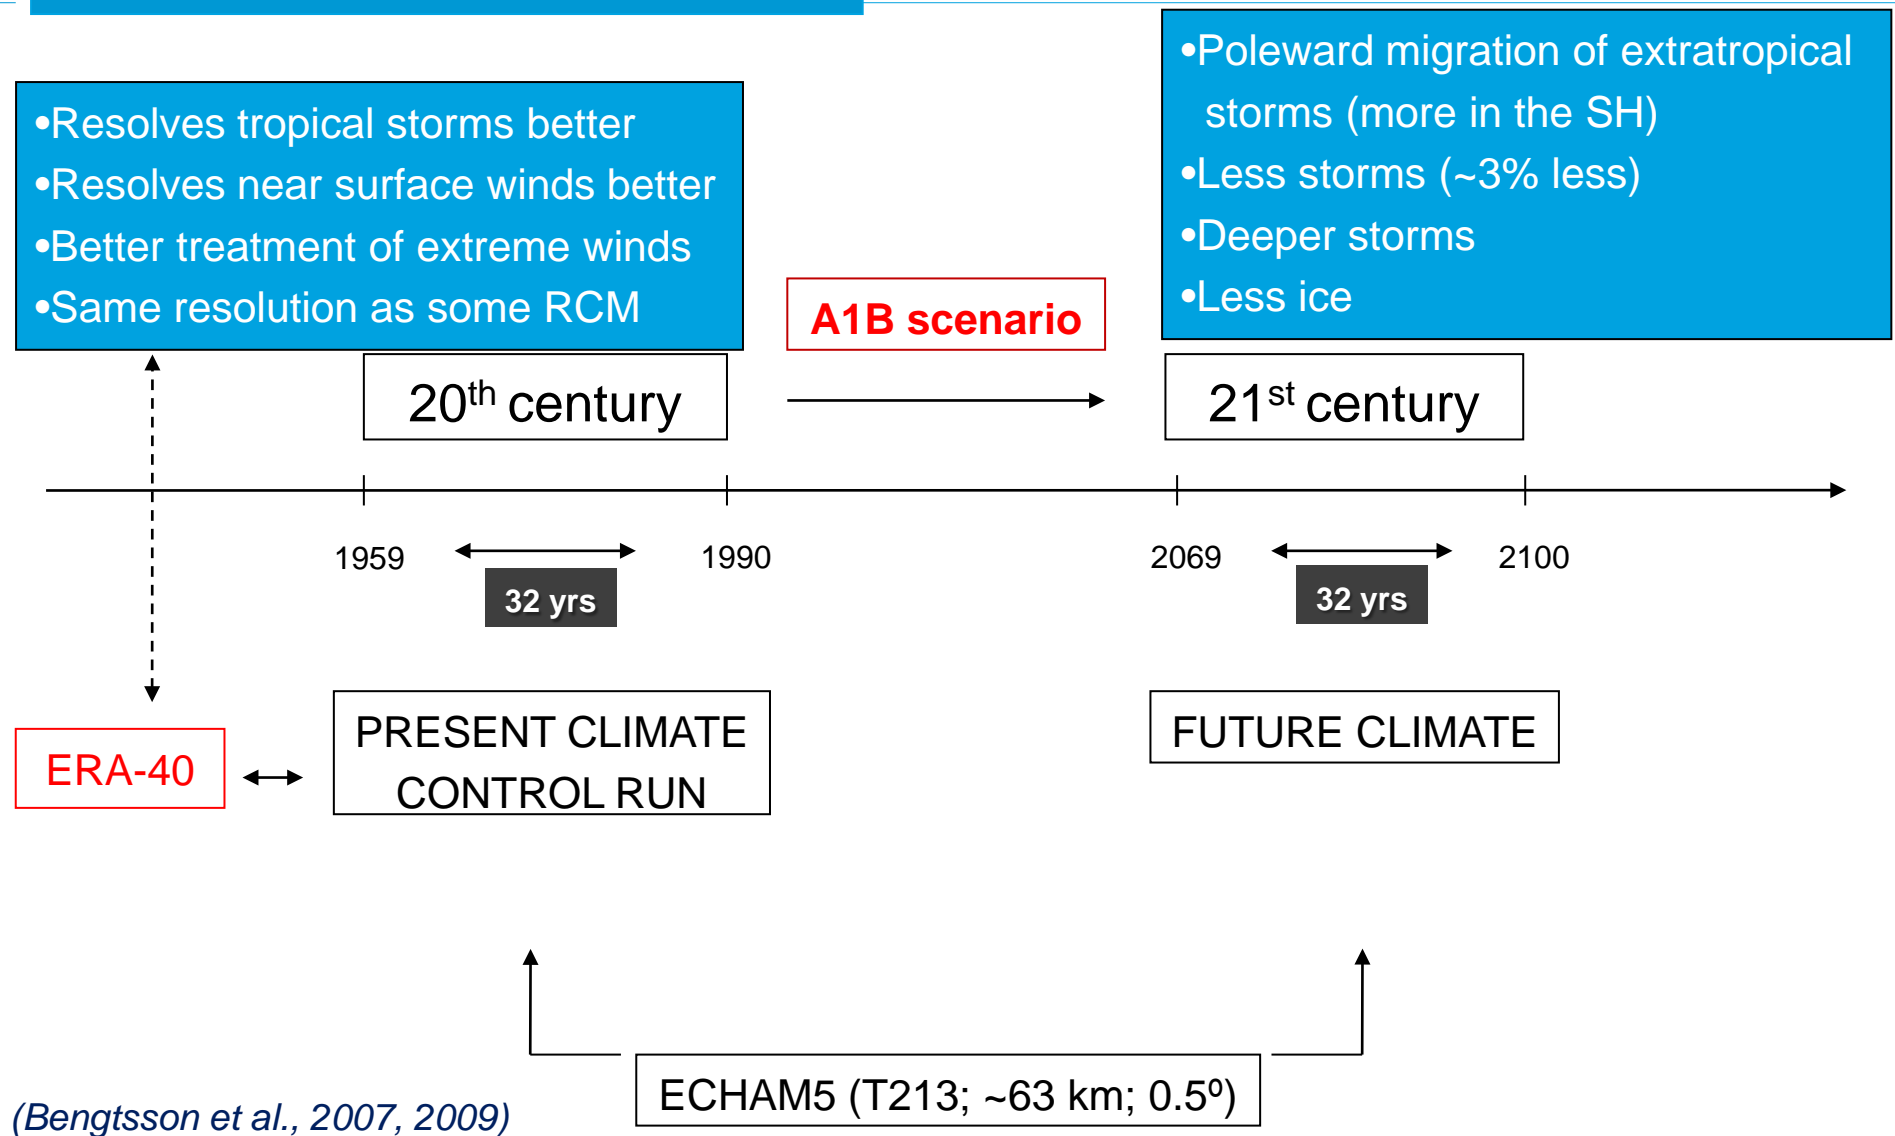 •Resolves tropical storms better
•Resolves near surface winds better
•Better treatment of extreme winds
•Same resolution as some RCM
•Poleward migration of extratropical
storms (more in the SH)
•Less storms (~3% less)
•Deeper storms
•Less ice
A1B scenario
20th century
21st century
1959
1990
2069
2100
32 yrs
32 yrs
ERA-40
PRESENT CLIMATE
CONTROL RUN
FUTURE CLIMATE
ECHAM5 (T213; ~63 km; 0.5º)
(Bengtsson et al., 2007, 2009)